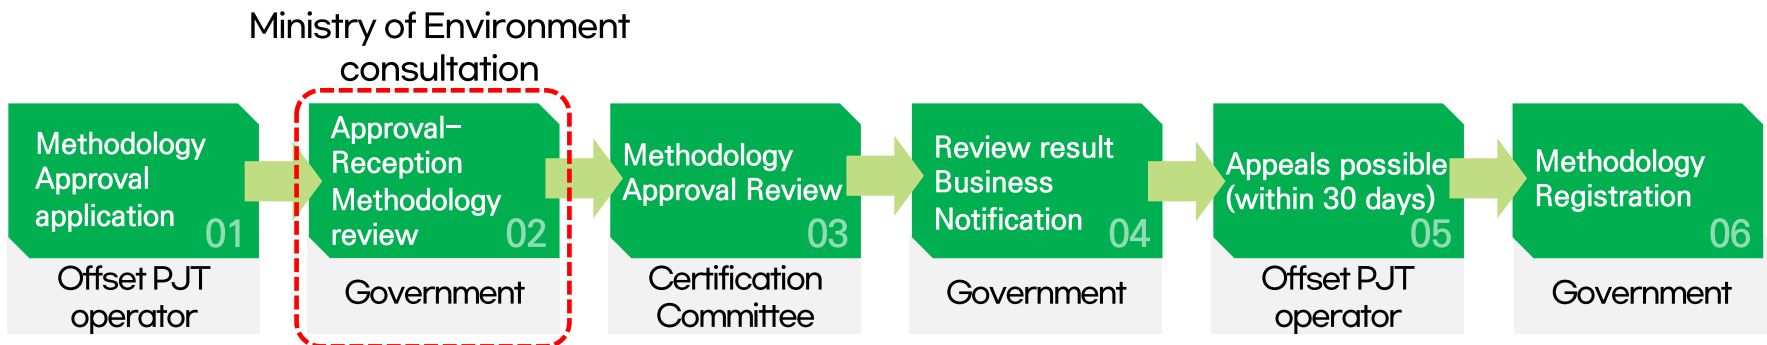 Ministry of Environment
consultation
Methodology
Approval
application
01
Offset PJT
operator
Approval-
Reception
Methodology
review
02
Government
Methodology
Approval Review
03
Certification
Committee
Review result
Business
Notification
04
Government
Appeals possible
(within 30 days)
05
Offset PJT
operator
Methodology
Registration
06
Government